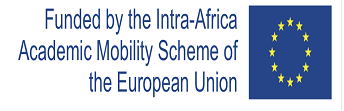 Funded by the Intra-Africa
Academic Mobility Scheme of
the European Union